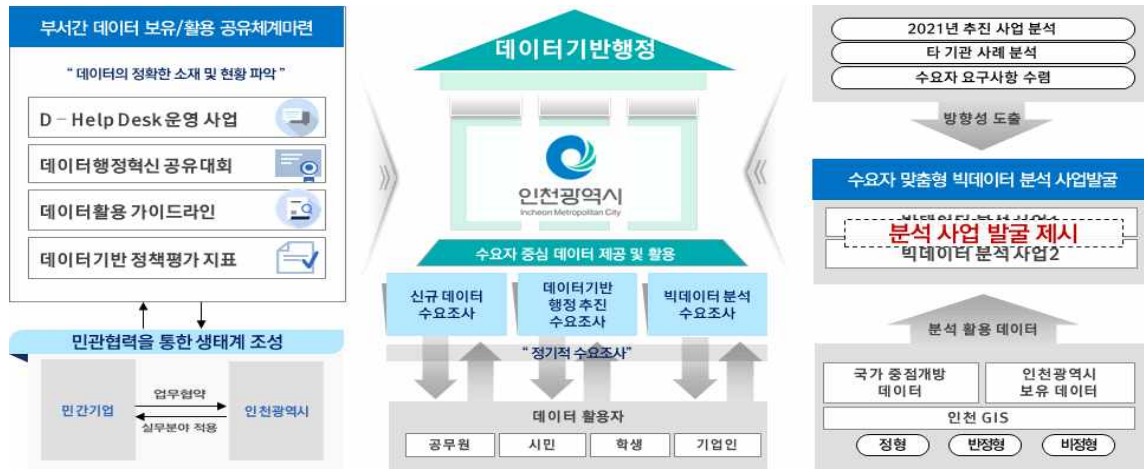 부서간 데이터 보유/활용 공유체계마련
“ 데이터의 정확한 소재 및 현황 파악 ”
D – Help Desk 운영 사업
데이터행정혁신 공유대회
데이터활용 가이드라인
데이터기반 정책평가 지표
민관협력을 통한 생태계 조성
민간기업
업무협약
실무분야 적용
인천광역시
데이터기반행정
인천광역시
Incheon Metropolitan City
수요자 중심 데이터 제공 및 활용
신규 데이터
수요조사
데이터기반
행정 추진
수요조사
빅데이터 분석
수요조사
“ 정기적 수요조사”
데이터 활용자
공무원
시민
학생
기업인
2021년 추진 사업 분석
타 기관 사례 분석
수요자 요구사항 수렴
방향성 도출
수요자 맞춤형 빅데이터 분석 사업발굴
분석 사업 발굴 제시
빅데이터 분석 사업2
분석 활용 데이터
국가 중점개방
데이터
인천광역시
보유 데이터
인천 GIS
정형
반정형
비정형